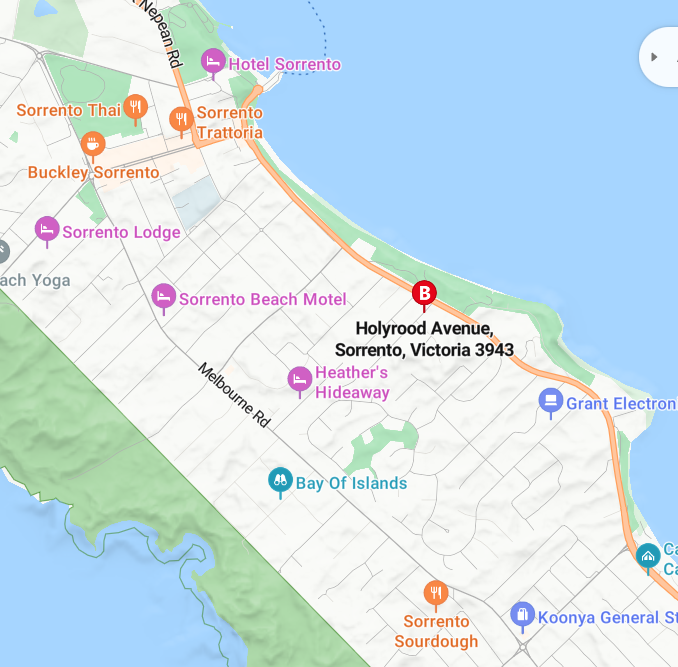 Nepean Rd
Hotel Sorrento
Sorrento Thai
Sorrento
Trattoria
Buckley Sorrento
Sorrento Lodge
ach Yoga
Sorrento Beach Motel
B
Holyrood Avenue,
Sorrento, Victoria 3943
Heather's
Hideaway
Melbourne Rd
Grant Electron
Bay Of Islands
Ca
Ca
Sorrento
Sourdough
Koonya General St